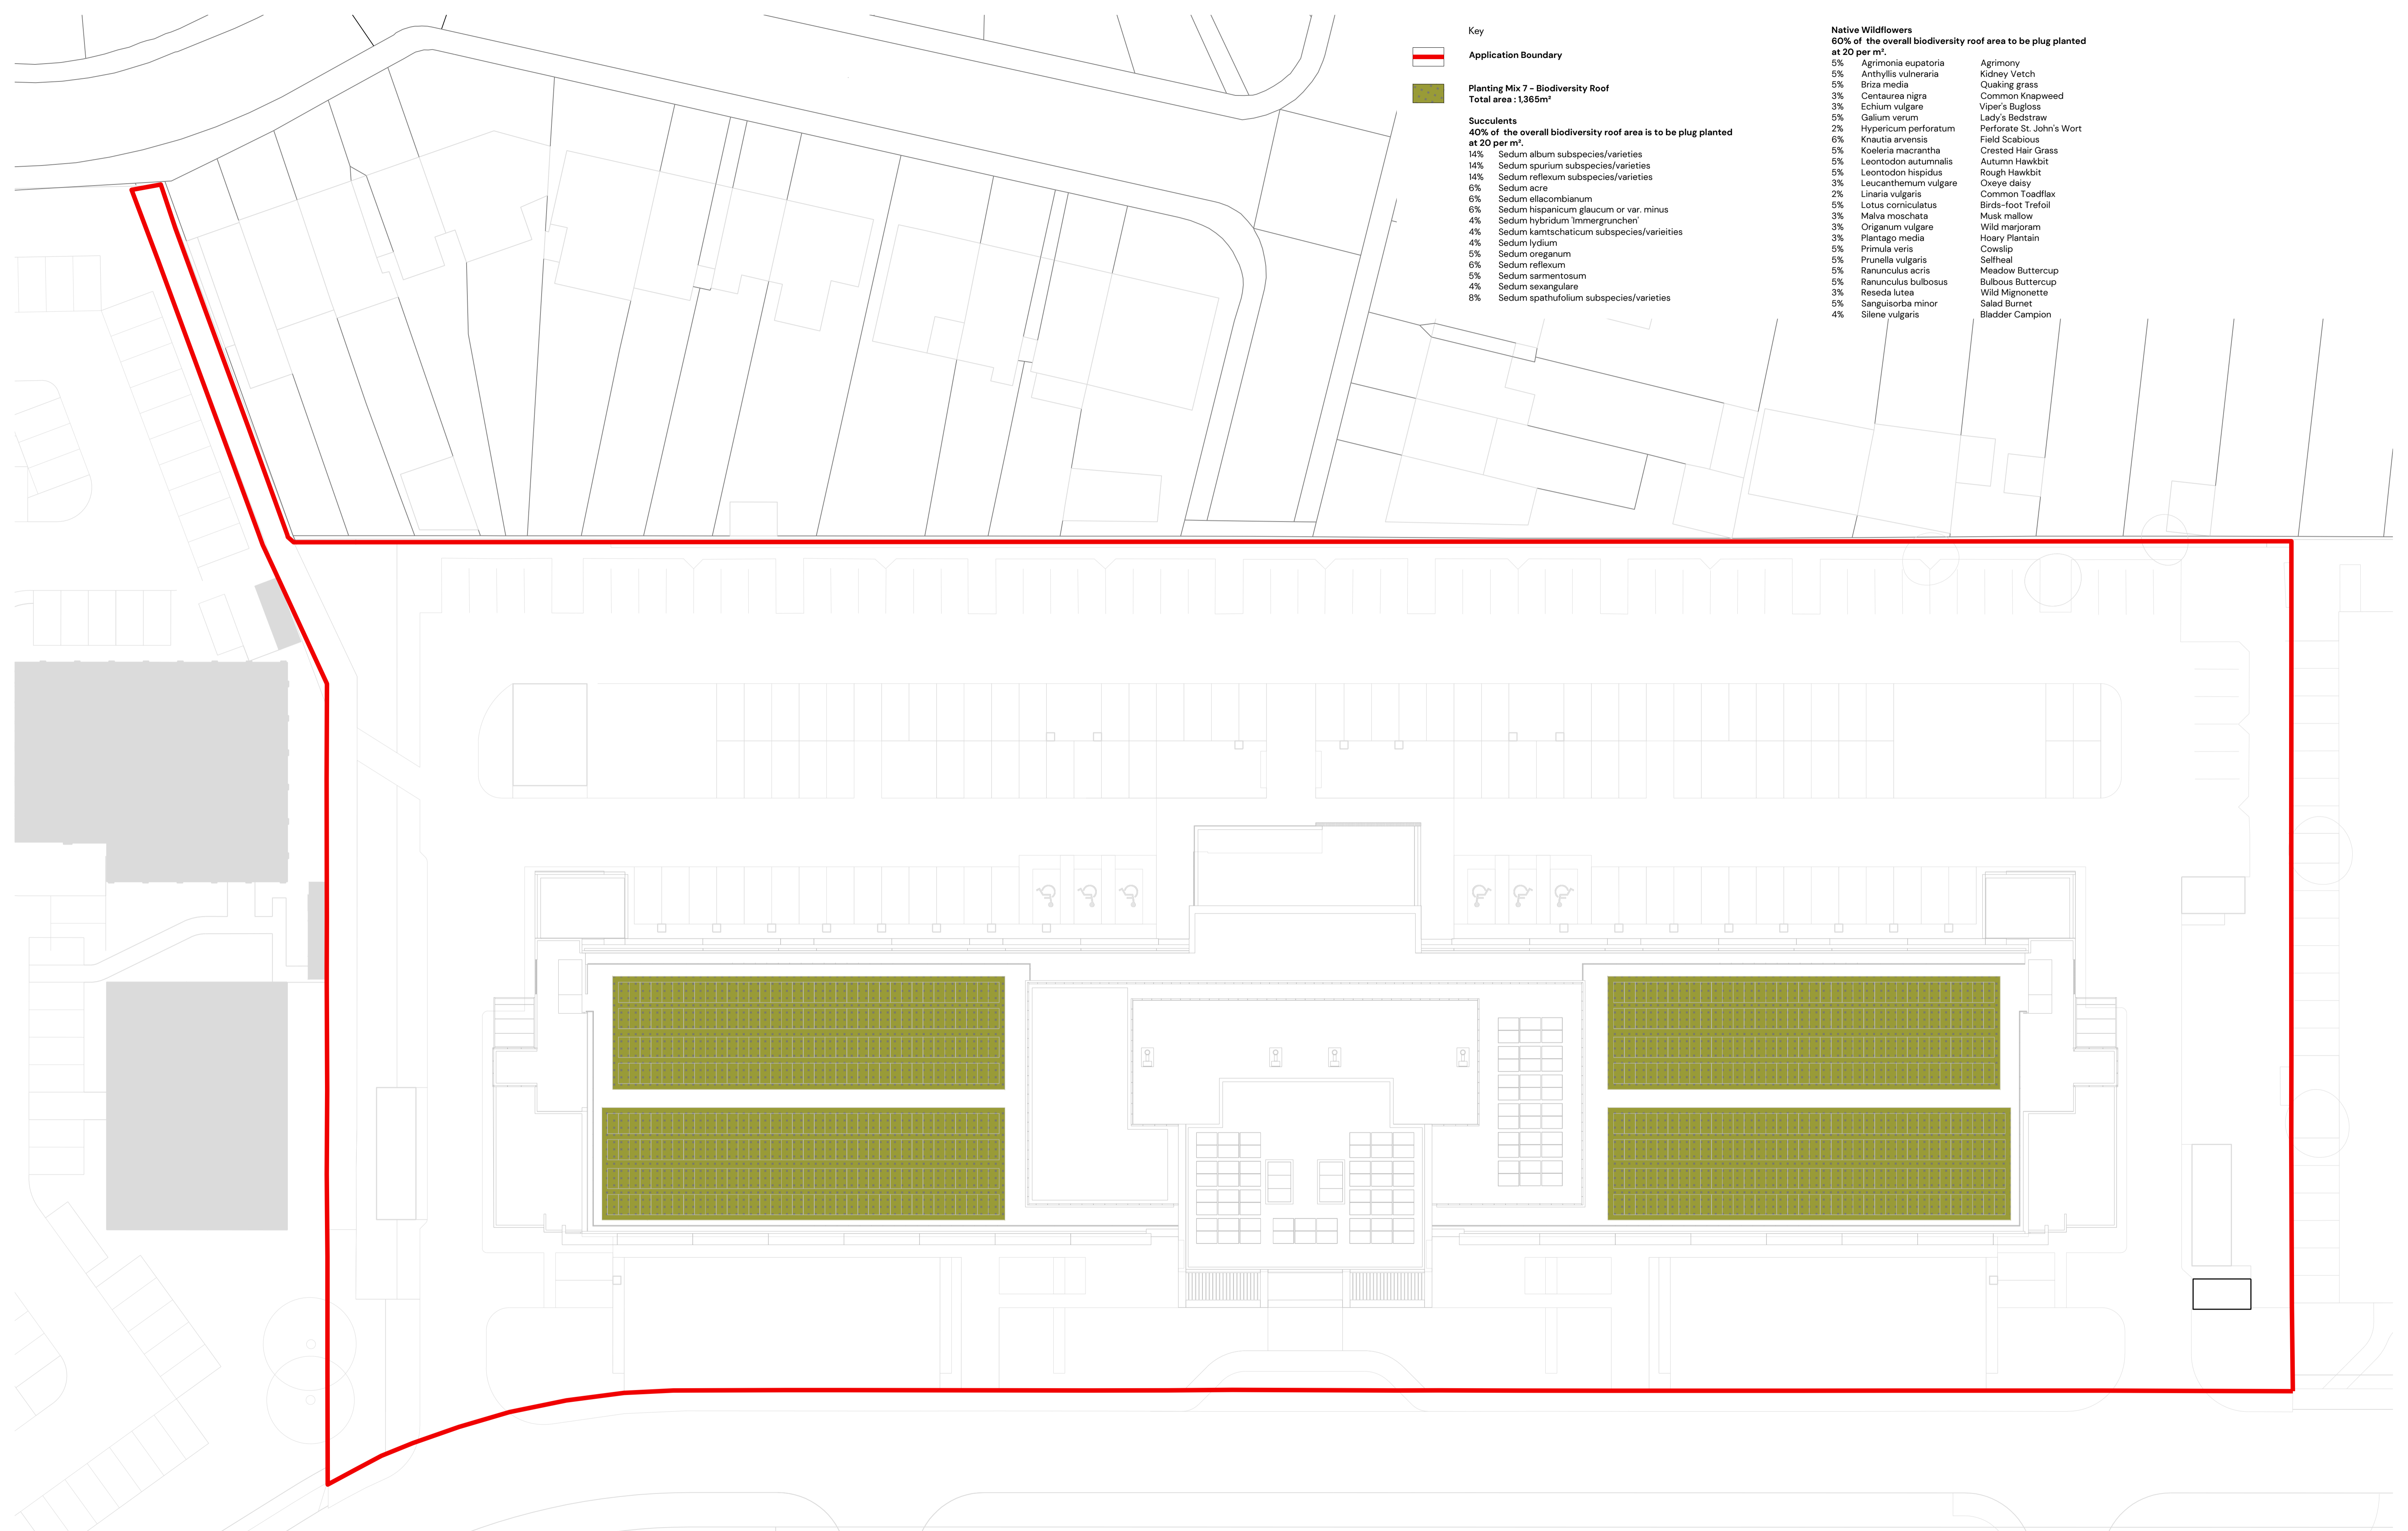 Key
Application Boundary
Planting Mix 7 - Biodiversity Roof
Total area : 1,365m²
Succulents
40% of the overall biodiversity roof area is to be plug planted
at 20 per m².
14% Sedum album subspecies/varieties
14% Sedum spurium subspecies/varieties
14% Sedum reflexum subspecies/varieties
6% Sedum acre
6% Sedum ellacombianum
6% Sedum hispanicum glaucum or var. minus
4% Sedum hybridum 'Immergrunchen'
4% Sedum kamtschaticum subspecies/varieities
4% Sedum lydium
5% Sedum oreganum
6% Sedum reflexum
5% Sedum sarmentosum
4% Sedum sexangulare
8% Sedum spathufolium subspecies/varieties
Native Wildflowers
60% of the overall biodiversity roof area to be plug planted
at 20 per m².
5% Agrimonia eupatoria Agrimony
5% Anthyllis vulneraria Kidney Vetch
5% Briza media Quaking grass
3% Centaurea nigra Common Knapweed
3% Echium vulgare Viper's Bugloss
5% Galium verum Lady's Bedstraw
2% Hypericum perforatum Perforate St. John's Wort
6% Knautia arvensis Field Scabious
5% Koeleria macrantha Crested Hair Grass
5% Leontodon autumnalis Autumn Hawkbit
5% Leontodon hispidus Rough Hawkbit
3% Leucanthemum vulgare Oxeye daisy
2% Linaria vulgaris Common Toadflax
5% Lotus corniculatus Birds-foot Trefoil
3% Malva moschata Musk mallow
3% Origanum vulgare Wild marjoram
3% Plantago media Hoary Plantain
5% Primula veris Cowslip
5% Prunella vulgaris Selfheal
5% Ranunculus acris Meadow Buttercup
5% Ranunculus bulbosus Bulbous Buttercup
3% Reseda lutea Wild Mignonette
5% Sanguisorba minor Salad Burnet
4% Silene vulgaris Bladder Campion